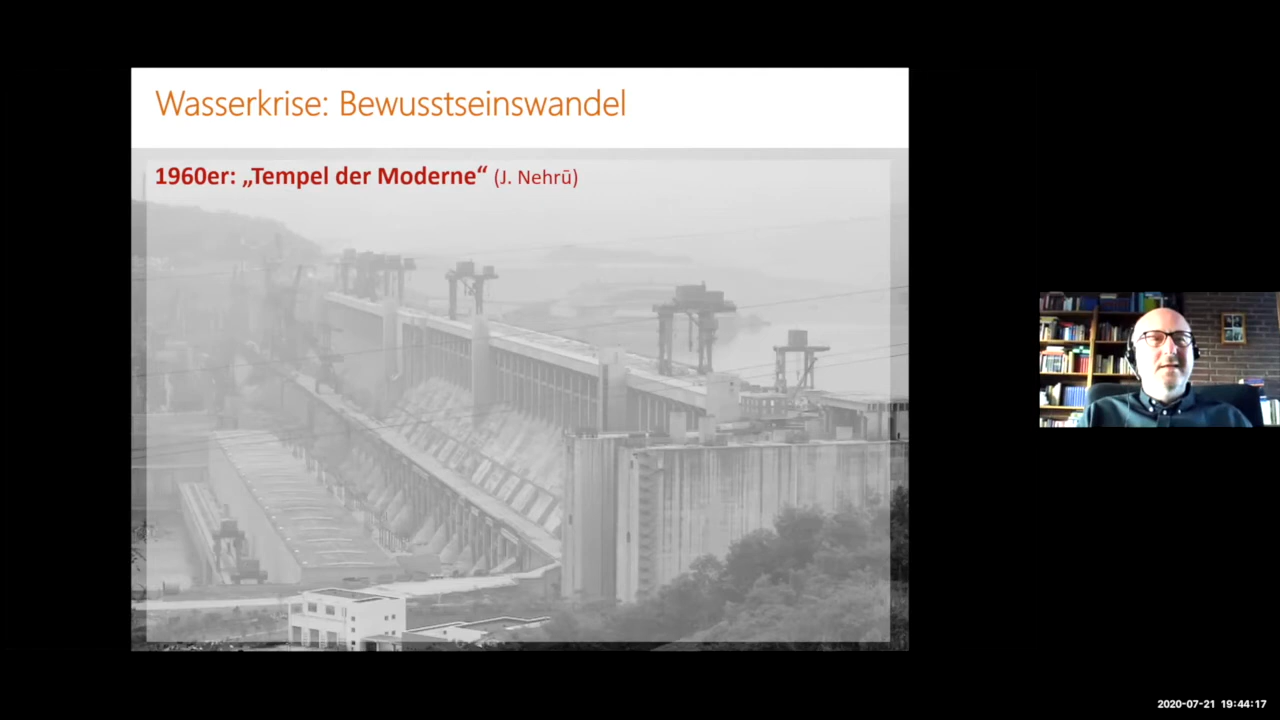 Wasserkrise: Bewusstseinswandel
1960er: „Tempel der Moderne“ (J. Nehrū)
2020-07-21 19:44:17